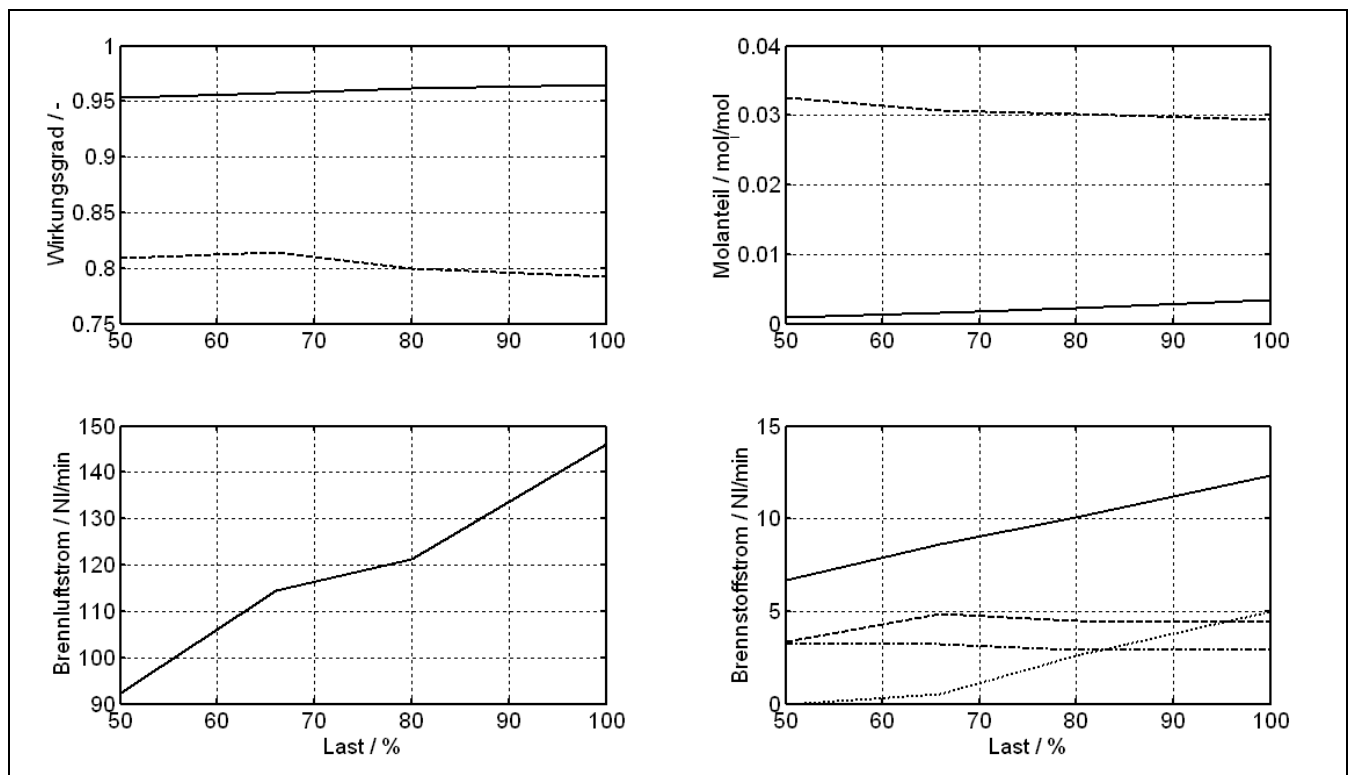 1
0.95
0.9
0.85
0.8
0.75
50 60 70 80 90 100
Wirkungsgrad / -
0.04
0.03
0.02
0.01
0
50 60 70 80 90 100
Molanteil / mol/mol
150
140
130
120
110
100
90
50 60 70 80 90 100
Brennluftstrom / Nl/min
Last / %
15
10
5
0
50 60 70 80 90 100
Brennstoffstrom / Nl/min
Last / %